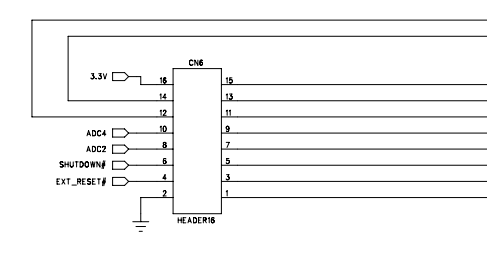 CN6
3.3V
16 15
14 13
12 11
ADC4 10 9
ADC2 8 7
SHUTDOWN# 6 5
EXT_RESET# 4 3
2 1
HEADER16